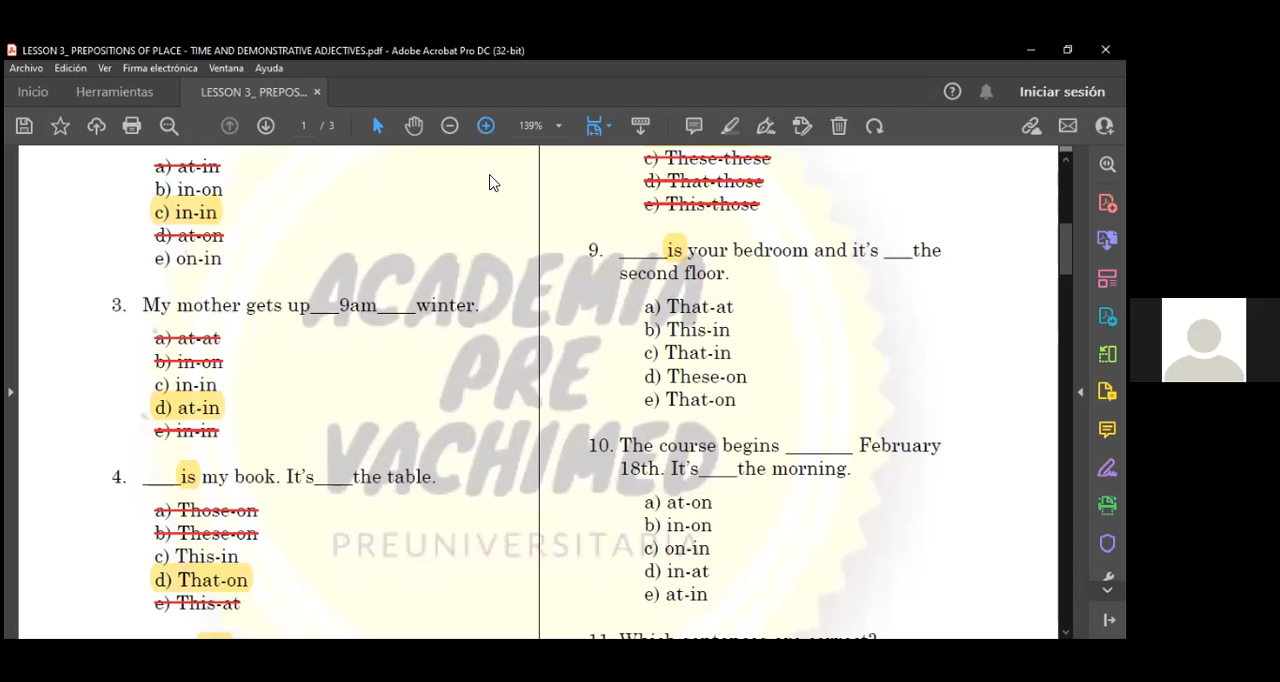 LESSON 3_ PREPOSITIONS OF PLACE - TIME AND DEMONSTRATIVE ADJECTIVES.pdf - Adobe Acrobat Pro DC (32-bit)
Archivo Edición Ver Firma electrónica Ventana Ayuda
Inicio Herramientas LESSON 3_ PREPOS... × Iniciar sesión
1 / 3 139%
a) at-in
b) in-on
c) in-in
d) at-on
e) on-in
3. My mother gets up___9am____winter.
a) at-at
b) in-on
c) in-in
d) at-in
e) in-in
4. ____is my book. It's____the table.
a) Those-on
b) These-on
c) This-in
d) That-on
e) This-at
c) These-these
d) That-those
e) This-those
9. _____is your bedroom and it's ___the
second floor.
a) That-at
b) This-in
c) That-in
d) These-on
e) That-on
10. The course begins _______ February
18th. It's____the morning.
a) at-on
b) in-on
c) on-in
d) in-at
e) at-in
11. Which sentences are correct?
ACADEMIA
PRE
VACHIMED
PREUNIVERSITARIA